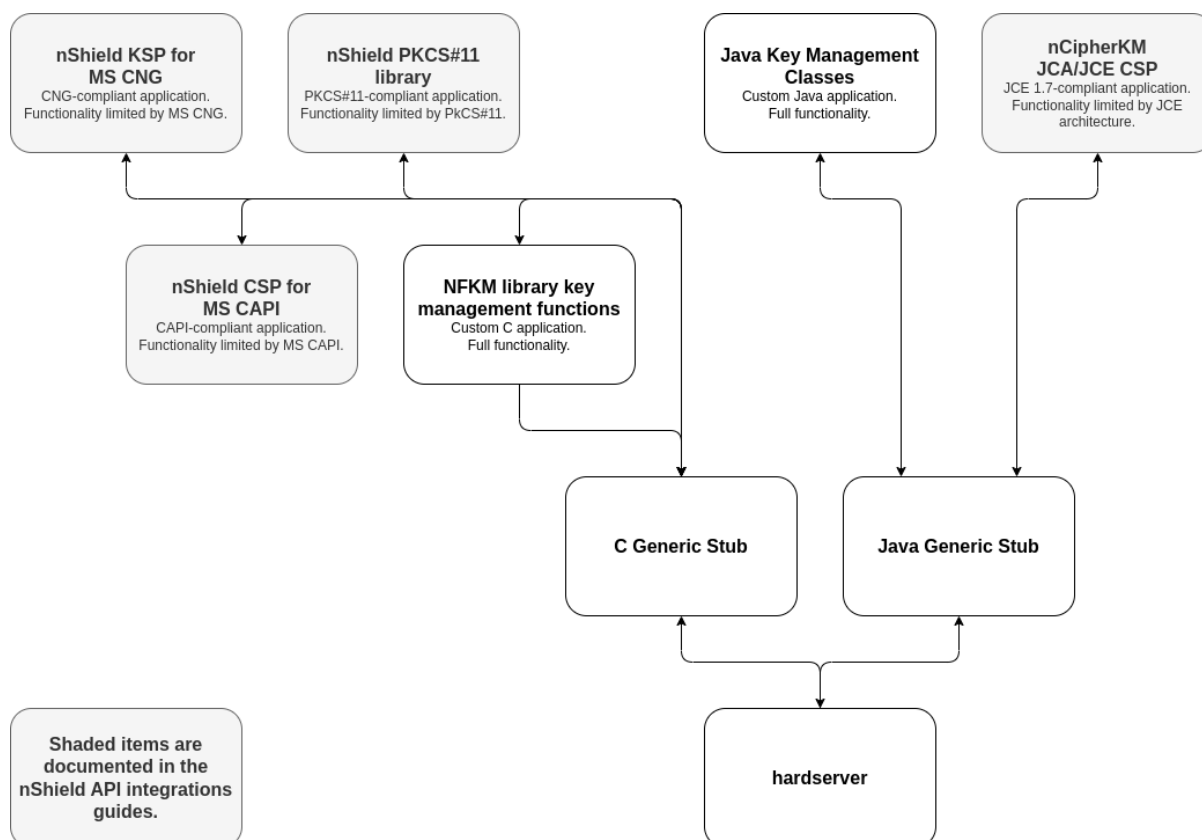 nShield KSP for
MS CNG
CNG-compliant application.
Functionality limited by MS CNG.
nShield PKCS#11
library
PKCS#11-compliant application.
Functionality limited by PkCS#11.
Java Key Management
Classes
Custom Java application.
Full functionality.
nCipherKM
JCA/JCE CSP
JCE 1.7-compliant application.
Functionality limited by JCE
architecture.
nShield CSP for
MS CAPI
CAPI-compliant application.
Functionality limited by MS CAPI.
NFKM library key
management functions
Custom C application.
Full functionality.
C Generic Stub
Java Generic Stub
Shaded items are
documented in the
nShield API integrations
guides.
hardserver